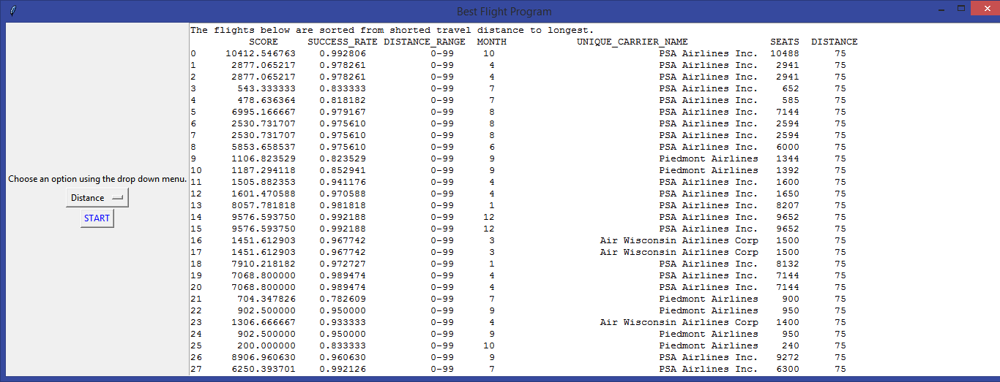 Best Flight Program
The flights below are sorted from shorted travel distance to longest.
SCORE SUCCESS_RATE DISTANCE_RANGE MONTH UNIQUE_CARRIER_NAME SEATS DISTANCE
0 10412.546763 0.992806 0-99 10 PSA Airlines Inc. 10488 75
1 2877.065217 0.978261 0-99 4 PSA Airlines Inc. 2941 75
2 2877.065217 0.978261 0-99 4 PSA Airlines Inc. 2941 75
3 543.333333 0.833333 0-99 7 PSA Airlines Inc. 652 75
4 478.636364 0.818182 0-99 7 PSA Airlines Inc. 585 75
5 6995.166667 0.979167 0-99 8 PSA Airlines Inc. 7144 75
6 2530.731707 0.975610 0-99 8 PSA Airlines Inc. 2594 75
7 2530.731707 0.975610 0-99 8 PSA Airlines Inc. 2594 75
8 5853.658537 0.975610 0-99 6 PSA Airlines Inc. 6000 75
9 1106.823529 0.823529 0-99 9 Piedmont Airlines 1344 75
10 1187.294118 0.852941 0-99 9 Piedmont Airlines 1392 75
11 1505.882353 0.941176 0-99 4 PSA Airlines Inc. 1600 75
12 1601.470588 0.970588 0-99 4 PSA Airlines Inc. 1650 75
13 8057.781818 0.981818 0-99 1 PSA Airlines Inc. 8207 75
14 9576.593750 0.992188 0-99 12 PSA Airlines Inc. 9652 75
15 9576.593750 0.992188 0-99 12 PSA Airlines Inc. 9652 75
16 1451.612903 0.967742 0-99 3 Air Wisconsin Airlines Corp 1500 75
17 1451.612903 0.967742 0-99 3 Air Wisconsin Airlines Corp 1500 75
18 7910.218182 0.972727 0-99 1 PSA Airlines Inc. 8132 75
19 7068.800000 0.989474 0-99 4 PSA Airlines Inc. 7144 75
20 7068.800000 0.989474 0-99 4 PSA Airlines Inc. 7144 75
21 704.347826 0.782609 0-99 7 Piedmont Airlines 900 75
22 902.500000 0.950000 0-99 9 Piedmont Airlines 950 75
23 1306.666667 0.933333 0-99 4 Air Wisconsin Airlines Corp 1400 75
24 902.500000 0.950000 0-99 9 Piedmont Airlines 950 75
25 200.000000 0.833333 0-99 10 Piedmont Airlines 240 75
26 8906.960630 0.960630 0-99 9 PSA Airlines Inc. 9272 75
27 6250.393701 0.992126 0-99 7 PSA Airlines Inc. 6300 75
Choose an option using the drop down menu.
Distance
START